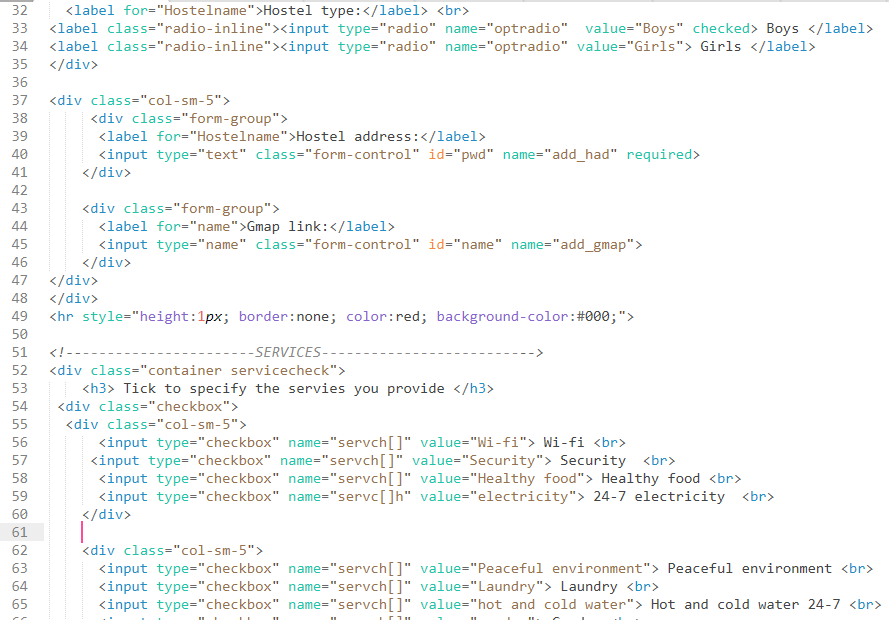 32 <label for="Hostelname">Hostel type:</label> <br>
33 <label class="radio-inline"><input type="radio" name="optradio"  value="Boys" checked> Boys </label>
34 <label class="radio-inline"><input type="radio" name="optradio" value="Girls"> Girls </label>
35 </div>
36
37 <div class="col-sm-5">
38 <div class="form-group">
39 <label for="Hostelname">Hostel address:</label>
40 <input type="text" class="form-control" id="pwd" name="add_had" required>
41 </div>
42
43 <div class="form-group">
44 <label for="name">Gmap link:</label>
45 <input type="name" class="form-control" id="name" name="add_gmap">
46 </div>
47 </div>
48 </div>
49 <hr style="height:1px; border:none; color:red; background-color:#000;">
50
51 <!-----------------------SERVICES-------------------------->
52 <div class="container servicecheck">
53 <h3> Tick to specify the servies you provide </h3>
54 <div class="checkbox">
55 <div class="col-sm-5">
56 <input type="checkbox" name="servch[]" value="Wi-fi"> Wi-fi <br>
57 <input type="checkbox" name="servch[]" value="Security"> Security  <br>
58 <input type="checkbox" name="servch[]" value="Healthy food"> Healthy food <br>
59 <input type="checkbox" name="servc[]h" value="electricity"> 24-7 electricity  <br>
60 </div>
61
62 <div class="col-sm-5">
63 <input type="checkbox" name="servch[]" value="Peaceful environment"> Peaceful environment <br>
64 <input type="checkbox" name="servch[]" value="Laundry"> Laundry <br>
65 <input type="checkbox" name="servch[]" value="hot and cold water"> Hot and cold water 24-7 <br>